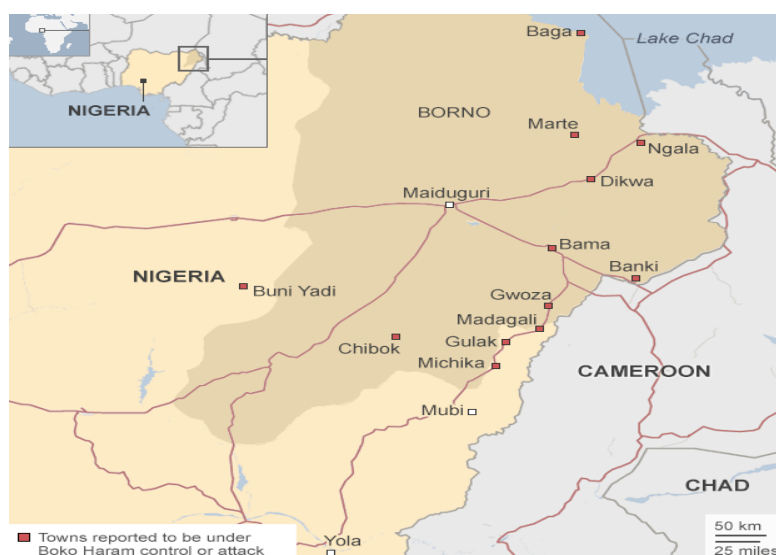 Baga
Lake Chad
NIGERIA
BORNO
Marte
Ngala
Dikwa
Maiduguri
Bama
Banki
NIGERIA
Buni Yadi
Gwoza
Madagali
Chibok
Gulak
Michika
CAMEROON
Mubi
CHAD
50 km
25 miles
Towns reported to be under
Boko Haram control or attack
Yola